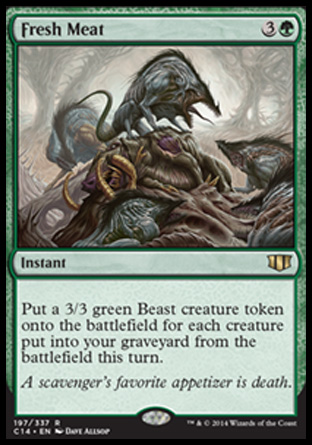 Fresh Meat 3
Instant
Put a 3/3 green Beast creature token
onto the battlefield for each creature
put into your graveyard from the
battlefield this turn.
A scavenger's favorite appetizer is death.
197/337 R
C14 • EN Dave Allsop
™ & © 2014 Wizards of the Coast